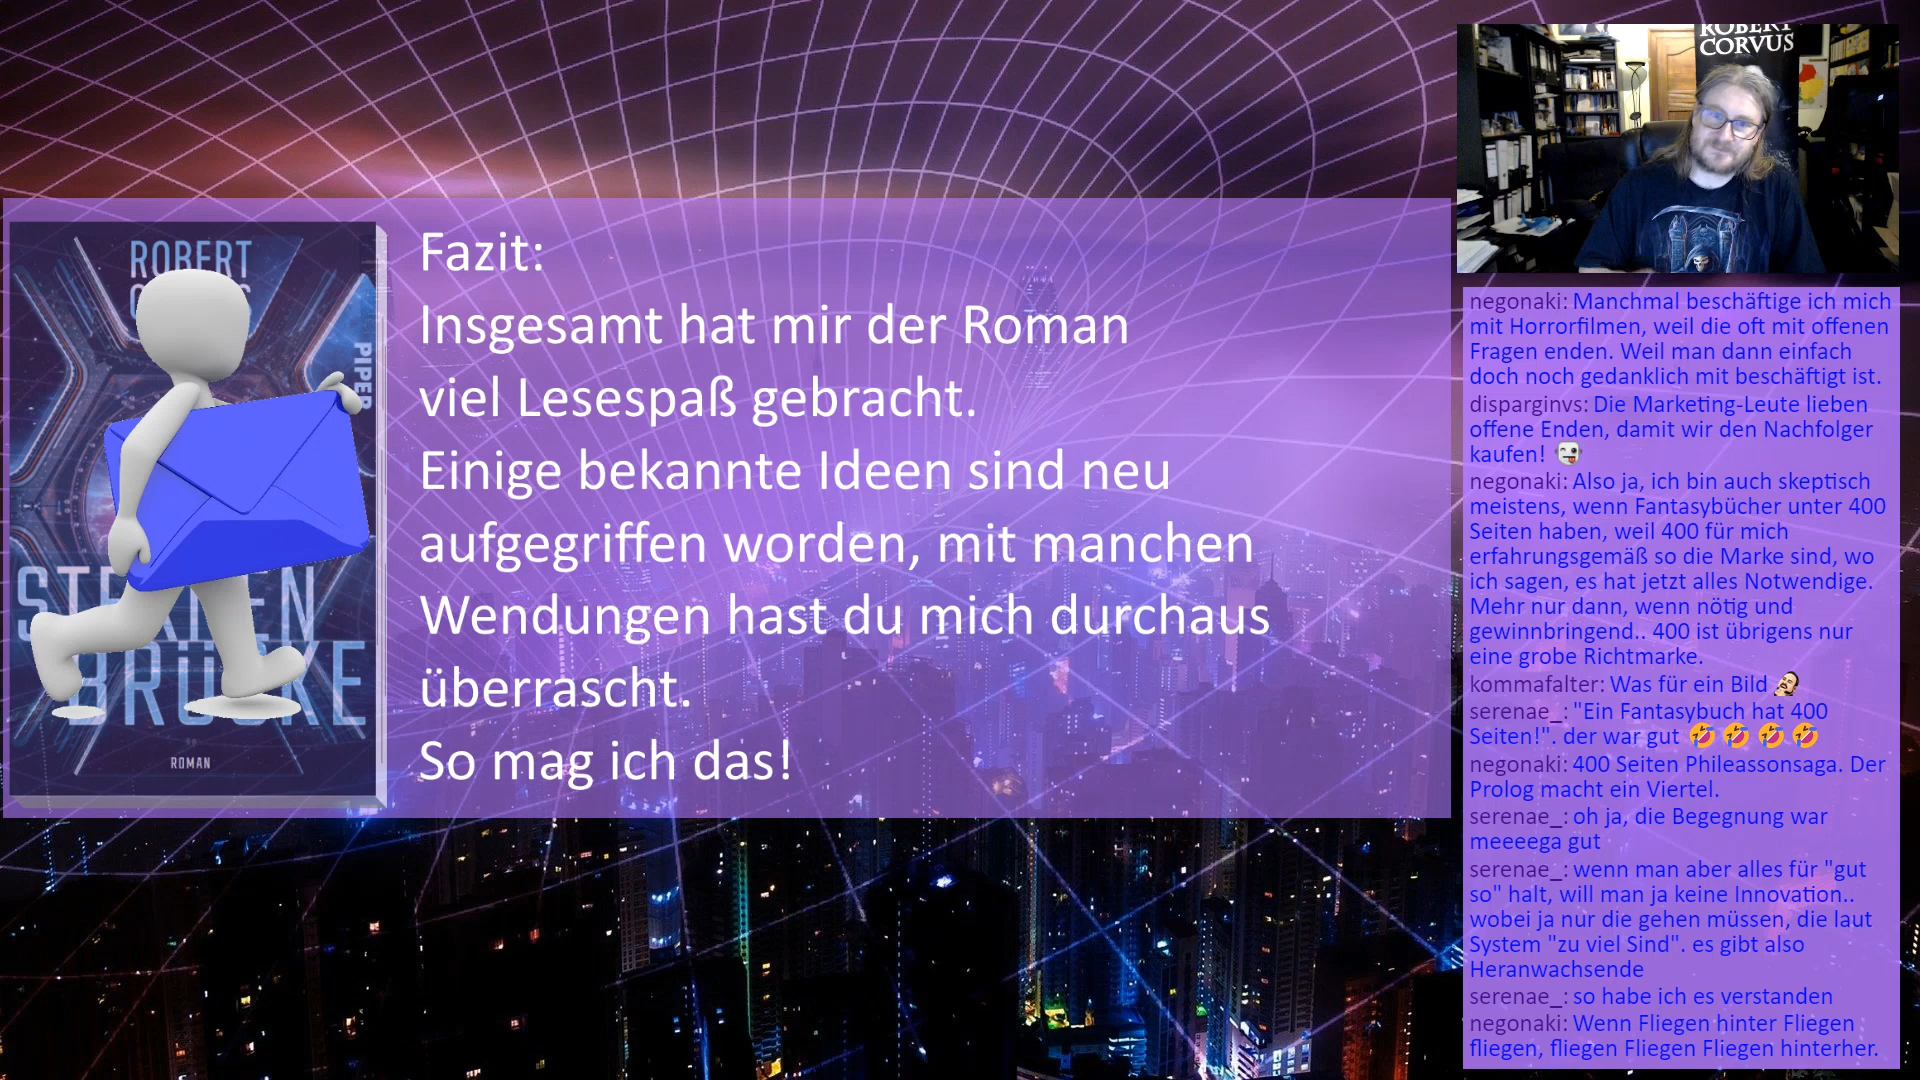 ROBERT
PIPER
STERNEN
BRÜCKE
ROMAN
Fazit:
Insgesamt hat mir der Roman
viel Lesespaß gebracht.
Einige bekannte Ideen sind neu
aufgegriffen worden, mit manchen
Wendungen hast du mich durchaus
überrascht.
So mag ich das!
ROBERT
CORVUS
negonaki: Manchmal beschäftige ich mich
mit Horrorfilmen, weil die oft mit offenen
Fragen enden. Weil man dann einfach
doch noch gedanklich mit beschäftigt ist.
disparginvs: Die Marketing-Leute lieben
offene Enden, damit wir den Nachfolger
kaufen!
negonaki: Also ja, ich bin auch skeptisch
meistens, wenn Fantasybücher unter 400
Seiten haben, weil 400 für mich
erfahrungsgemäß so die Marke sind, wo
ich sagen, es hat jetzt alles Notwendige.
Mehr nur dann, wenn nötig und
gewinnbringend.. 400 ist übrigens nur
eine grobe Richtmarke.
kommafalter: Was für ein Bild
serenae_: "Ein Fantasybuch hat 400
Seiten!". der war gut 🤣 🤣 🤣 🤣
negonaki: 400 Seiten Phileassonsaga. Der
Prolog macht ein Viertel.
serenae_: oh ja, die Begegnung war
meeeega gut
serenae_: wenn man aber alles für "gut
so" halt, will man ja keine Innovation..
wobei ja nur die gehen müssen, die laut
System "zu viel Sind". es gibt also
Heranwachsende
serenae_: so habe ich es verstanden
negonaki: Wenn Fliegen hinter Fliegen
fliegen, fliegen Fliegen Fliegen hinterher.